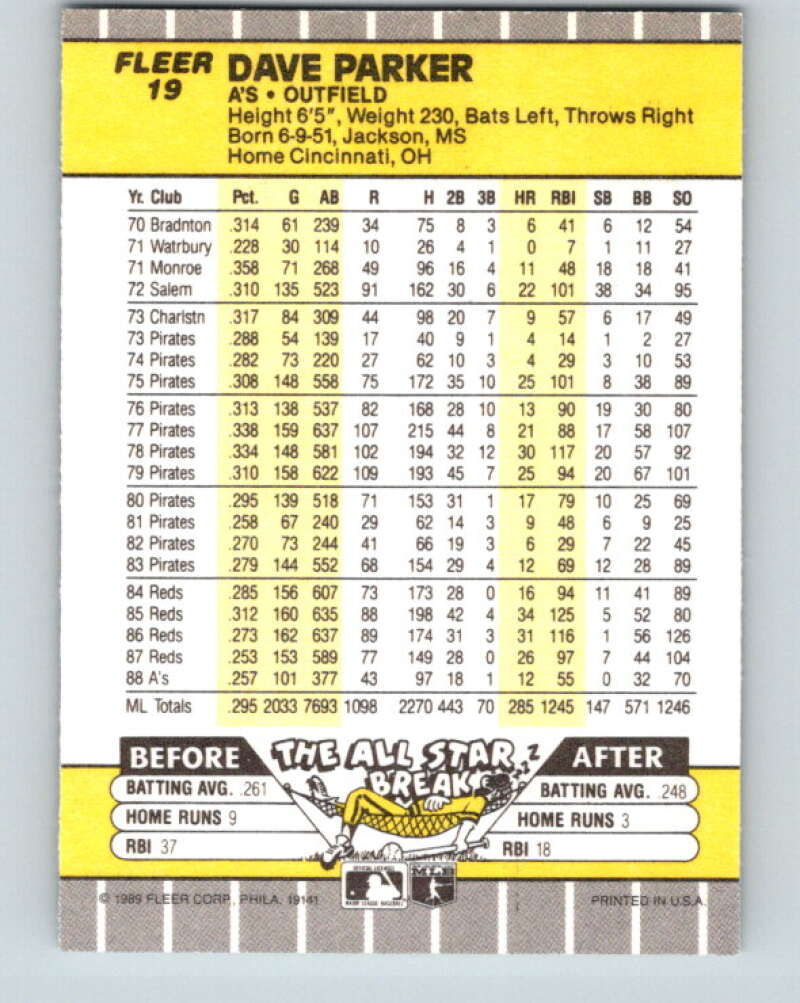 FLEER DAVE PARKER
19 A'S • OUTFIELD
Height 6'5", Weight 230, Bats Left, Throws Right
Born 6-9-51, Jackson, MS
Home Cincinnati, OH
Yr. Club Pct. G AB R H 2B 3B HR RBI SB BB SO
70 Bradnton .314 61 239 34 75 8 3 6 41 6 12 54
71 Watrbury .228 30 114 10 26 4 1 0 7 1 11 27
71 Monroe .358 71 268 49 96 16 4 11 48 18 18 41
72 Salem .310 135 523 91 162 30 6 22 101 38 34 95
73 Charlstn .317 84 309 44 98 20 7 9 57 6 17 49
73 Pirates .288 54 139 17 40 9 1 4 14 1 2 27
74 Pirates .282 73 220 27 62 10 3 4 29 3 10 53
75 Pirates .308 148 558 75 172 35 10 25 101 8 38 89
76 Pirates .313 138 537 82 168 28 10 13 90 19 30 80
77 Pirates .338 159 637 107 215 44 8 21 88 17 58 107
78 Pirates .334 148 581 102 194 32 12 30 117 20 57 92
79 Pirates .310 158 622 109 193 45 7 25 94 20 67 101
80 Pirates .295 139 518 71 153 31 1 17 79 10 25 69
81 Pirates .258 67 240 29 62 14 3 9 48 6 9 25
82 Pirates .270 73 244 41 66 19 3 6 29 7 22 45
83 Pirates .279 144 552 68 154 29 4 12 69 12 28 89
84 Reds .285 156 607 73 173 28 0 16 94 11 41 89
85 Reds .312 160 635 88 198 42 4 34 125 5 52 80
86 Reds .273 162 637 89 174 31 3 31 116 1 56 126
87 Reds .253 153 589 77 149 28 0 26 97 7 44 104
88 A's .257 101 377 43 97 18 1 12 55 0 32 70
ML Totals .295 2033 7693 1098 2270 443 70 285 1245 147 571 1246
BEFORE THE ALL STAR BREAK ZZZ AFTER
BATTING AVG. .261 BATTING AVG. .248
HOME RUNS 9 HOME RUNS 3
RBI 37 RBI 18
© 1989 FLEER CORP., PHILA. 19141 MLB PRINTED IN U.S.A.